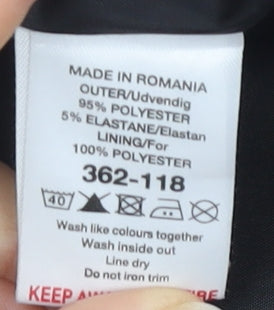 MADE IN ROMANIA
OUTER/Udvendig
95% POLYESTER
5% ELASTANE/Elastan
LINING/For
100% POLYESTER
362-118
40
Wash like colours together
Wash inside out
Line dry
Do not iron trim
KEEP